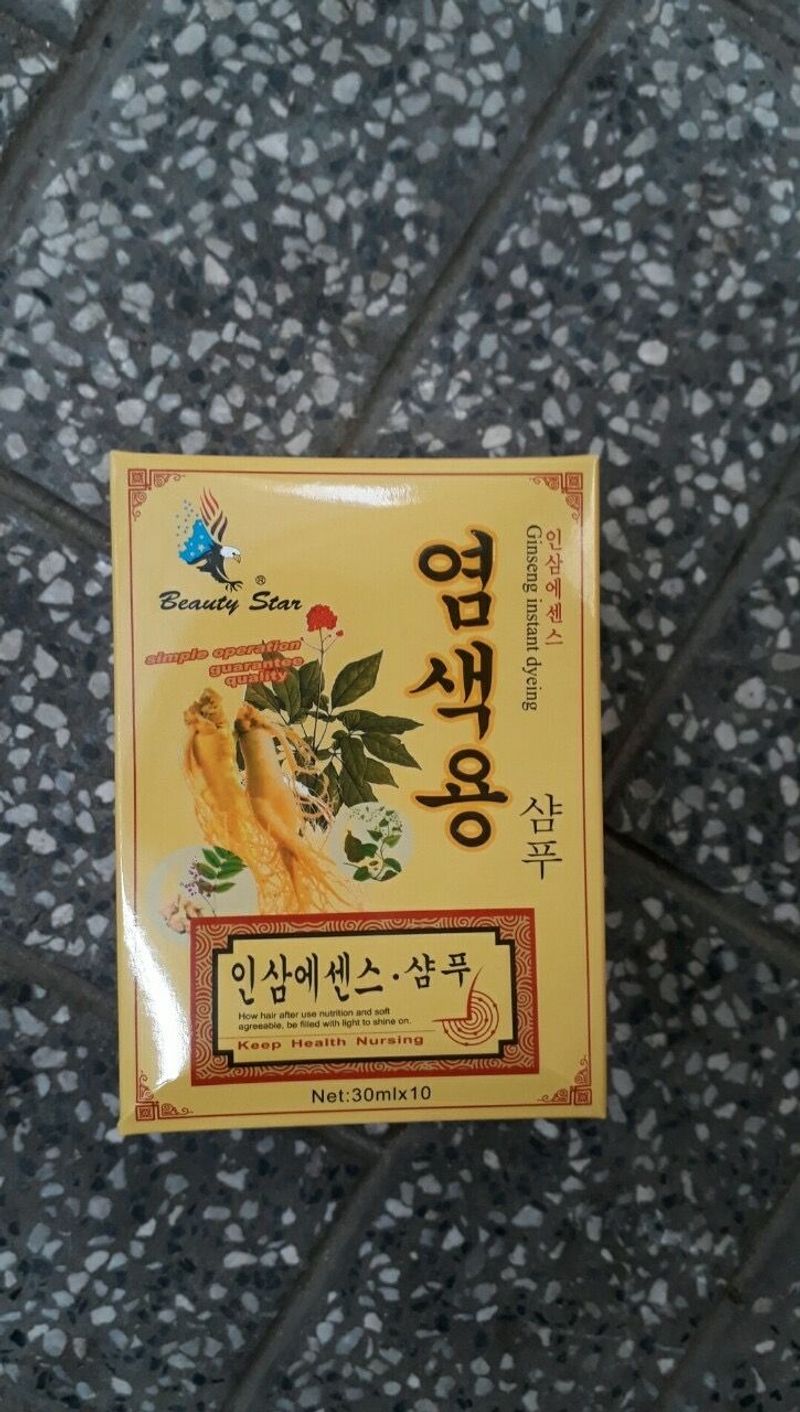 Beauty Star ®
simple operation
guarantee
quality
인삼에센스
Ginseng instant dyeing
염색용
샴푸
인삼에센스·샴푸
How hair after use nutrition and soft
agreeable, be filled with light to shine on.
Keep Health Nursing
Net:30mlx10